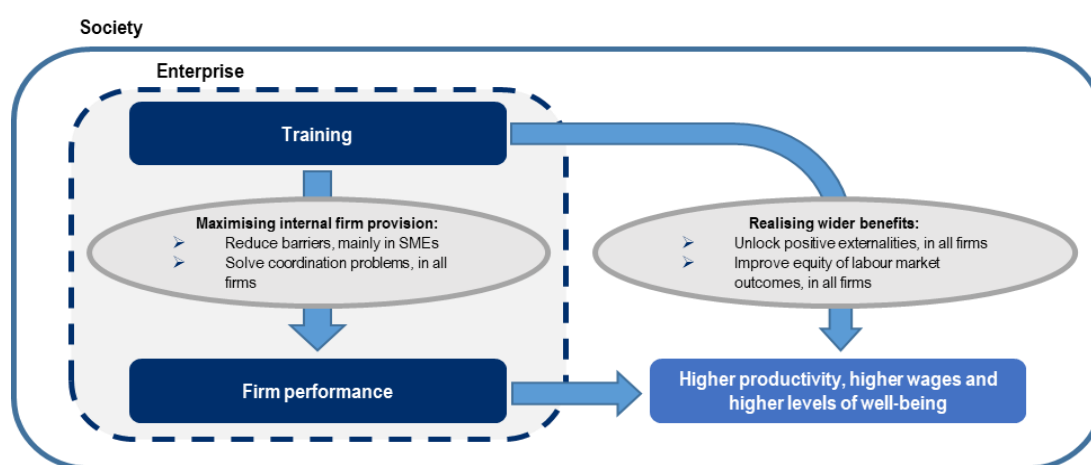 Society
Enterprise
Training
Maximising internal firm provision:
➢ Reduce barriers, mainly in SMEs
➢ Solve coordination problems, in all
firms
Realising wider benefits:
➢ Unlock positive externalities, in all firms
➢ Improve equity of labour market
outcomes, in all firms
Firm performance
Higher productivity, higher wages and
higher levels of well-being